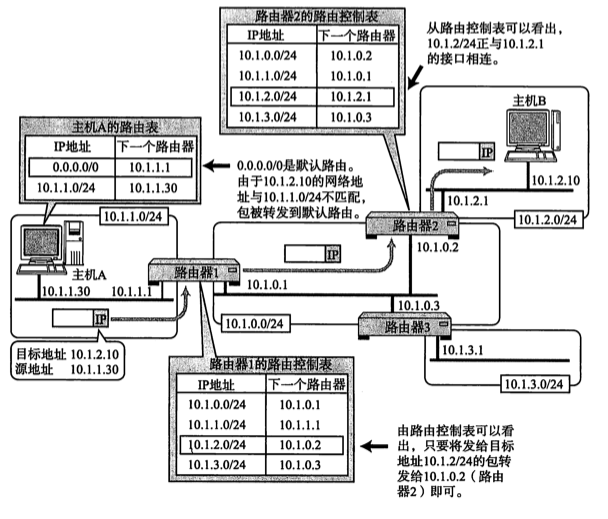 路由器2的路由控制表
IP地址 下一个路由器
10.1.0.0/24 10.1.0.2
10.1.1.0/24 10.1.0.1
10.1.2.0/24 10.1.2.1
10.1.3.0/24 10.1.0.3
从路由控制表可以看出，
10.1.2/24正与10.1.2.1
的接口相连。
主机B
IP
10.1.2.10
10.1.2.1
10.1.2.0/24
主机A的路由表
IP地址 下一个路由器
0.0.0.0/0 10.1.1.1
10.1.1.0/24 10.1.1.30
0.0.0.0/0是默认路由。
由于10.1.2.10的网络地
址与10.1.1.0/24不匹配，
包被转发到默认路由。
10.1.1.0/24
主机A
10.1.1.30 10.1.1.1
IP
目标地址 10.1.2.10
源地址 10.1.1.30
路由器1
10.1.0.1
IP
路由器2
10.1.0.2
10.1.0.0/24
10.1.0.3
路由器3
10.1.3.1
10.1.3.0/24
路由器1的路由控制表
IP地址 下一个路由器
10.1.0.0/24 10.1.0.1
10.1.1.0/24 10.1.1.1
10.1.2.0/24 10.1.0.2
10.1.3.0/24 10.1.0.3
由路由控制表可以看
出，只要将发给目标
地址10.1.2/24的包转
发给10.1.0.2（路由
器2）即可。